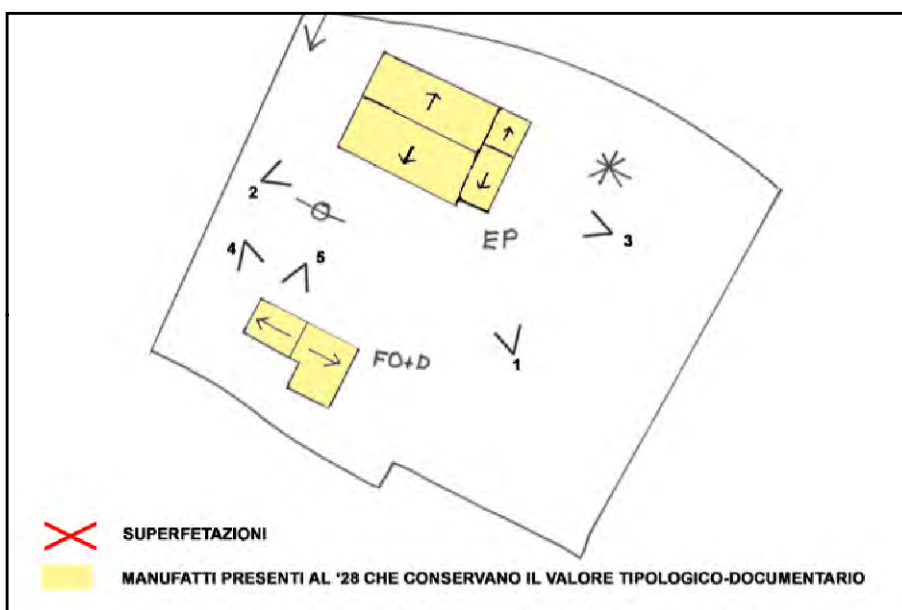 2
3
EP
4
5
1
FO+D
SUPERFETAZIONI
MANUFATTI PRESENTI AL '28 CHE CONSERVANO IL VALORE TIPOLOGICO-DOCUMENTARIO